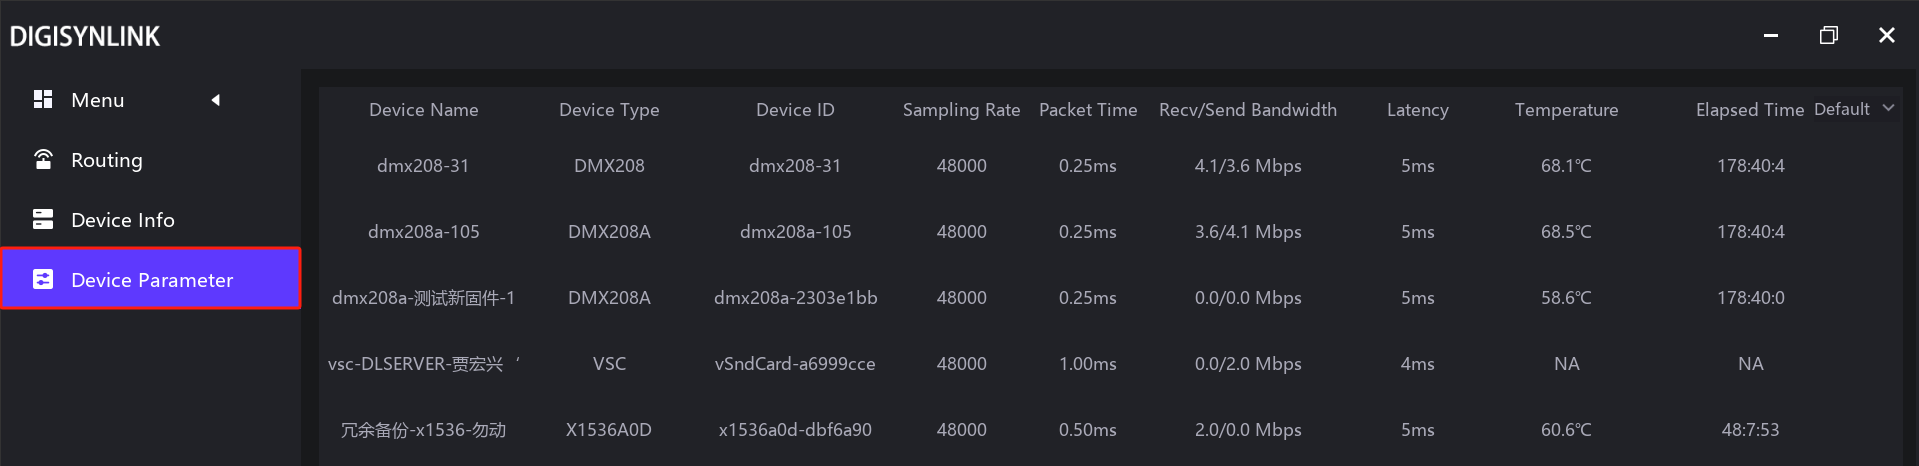 DIGISYNLINK
Menu
Routing
Device Info
Device Parameter
Device Name Device Type Device ID Sampling Rate Packet Time Recv/Send Bandwidth Latency Temperature Elapsed Time Default
dmx208-31 DMX208 dmx208-31 48000 0.25ms 4.1/3.6 Mbps 5ms 68.1℃ 178:40:4
dmx208a-105 DMX208A dmx208a-105 48000 0.25ms 3.6/4.1 Mbps 5ms 68.5℃ 178:40:4
dmx208a-测试新固件-1 DMX208A dmx208a-2303e1bb 48000 0.25ms 0.0/0.0 Mbps 5ms 58.6℃ 178:40:0
vsc-DLSERVER-贾宏兴‘ VSC vSndCard-a6999cce 48000 1.00ms 0.0/2.0 Mbps 4ms NA NA
冗余备份-x1536-勿动 X1536A0D x1536a0d-dbf6a90 48000 0.50ms 2.0/0.0 Mbps 5ms 60.6℃ 48:7:53